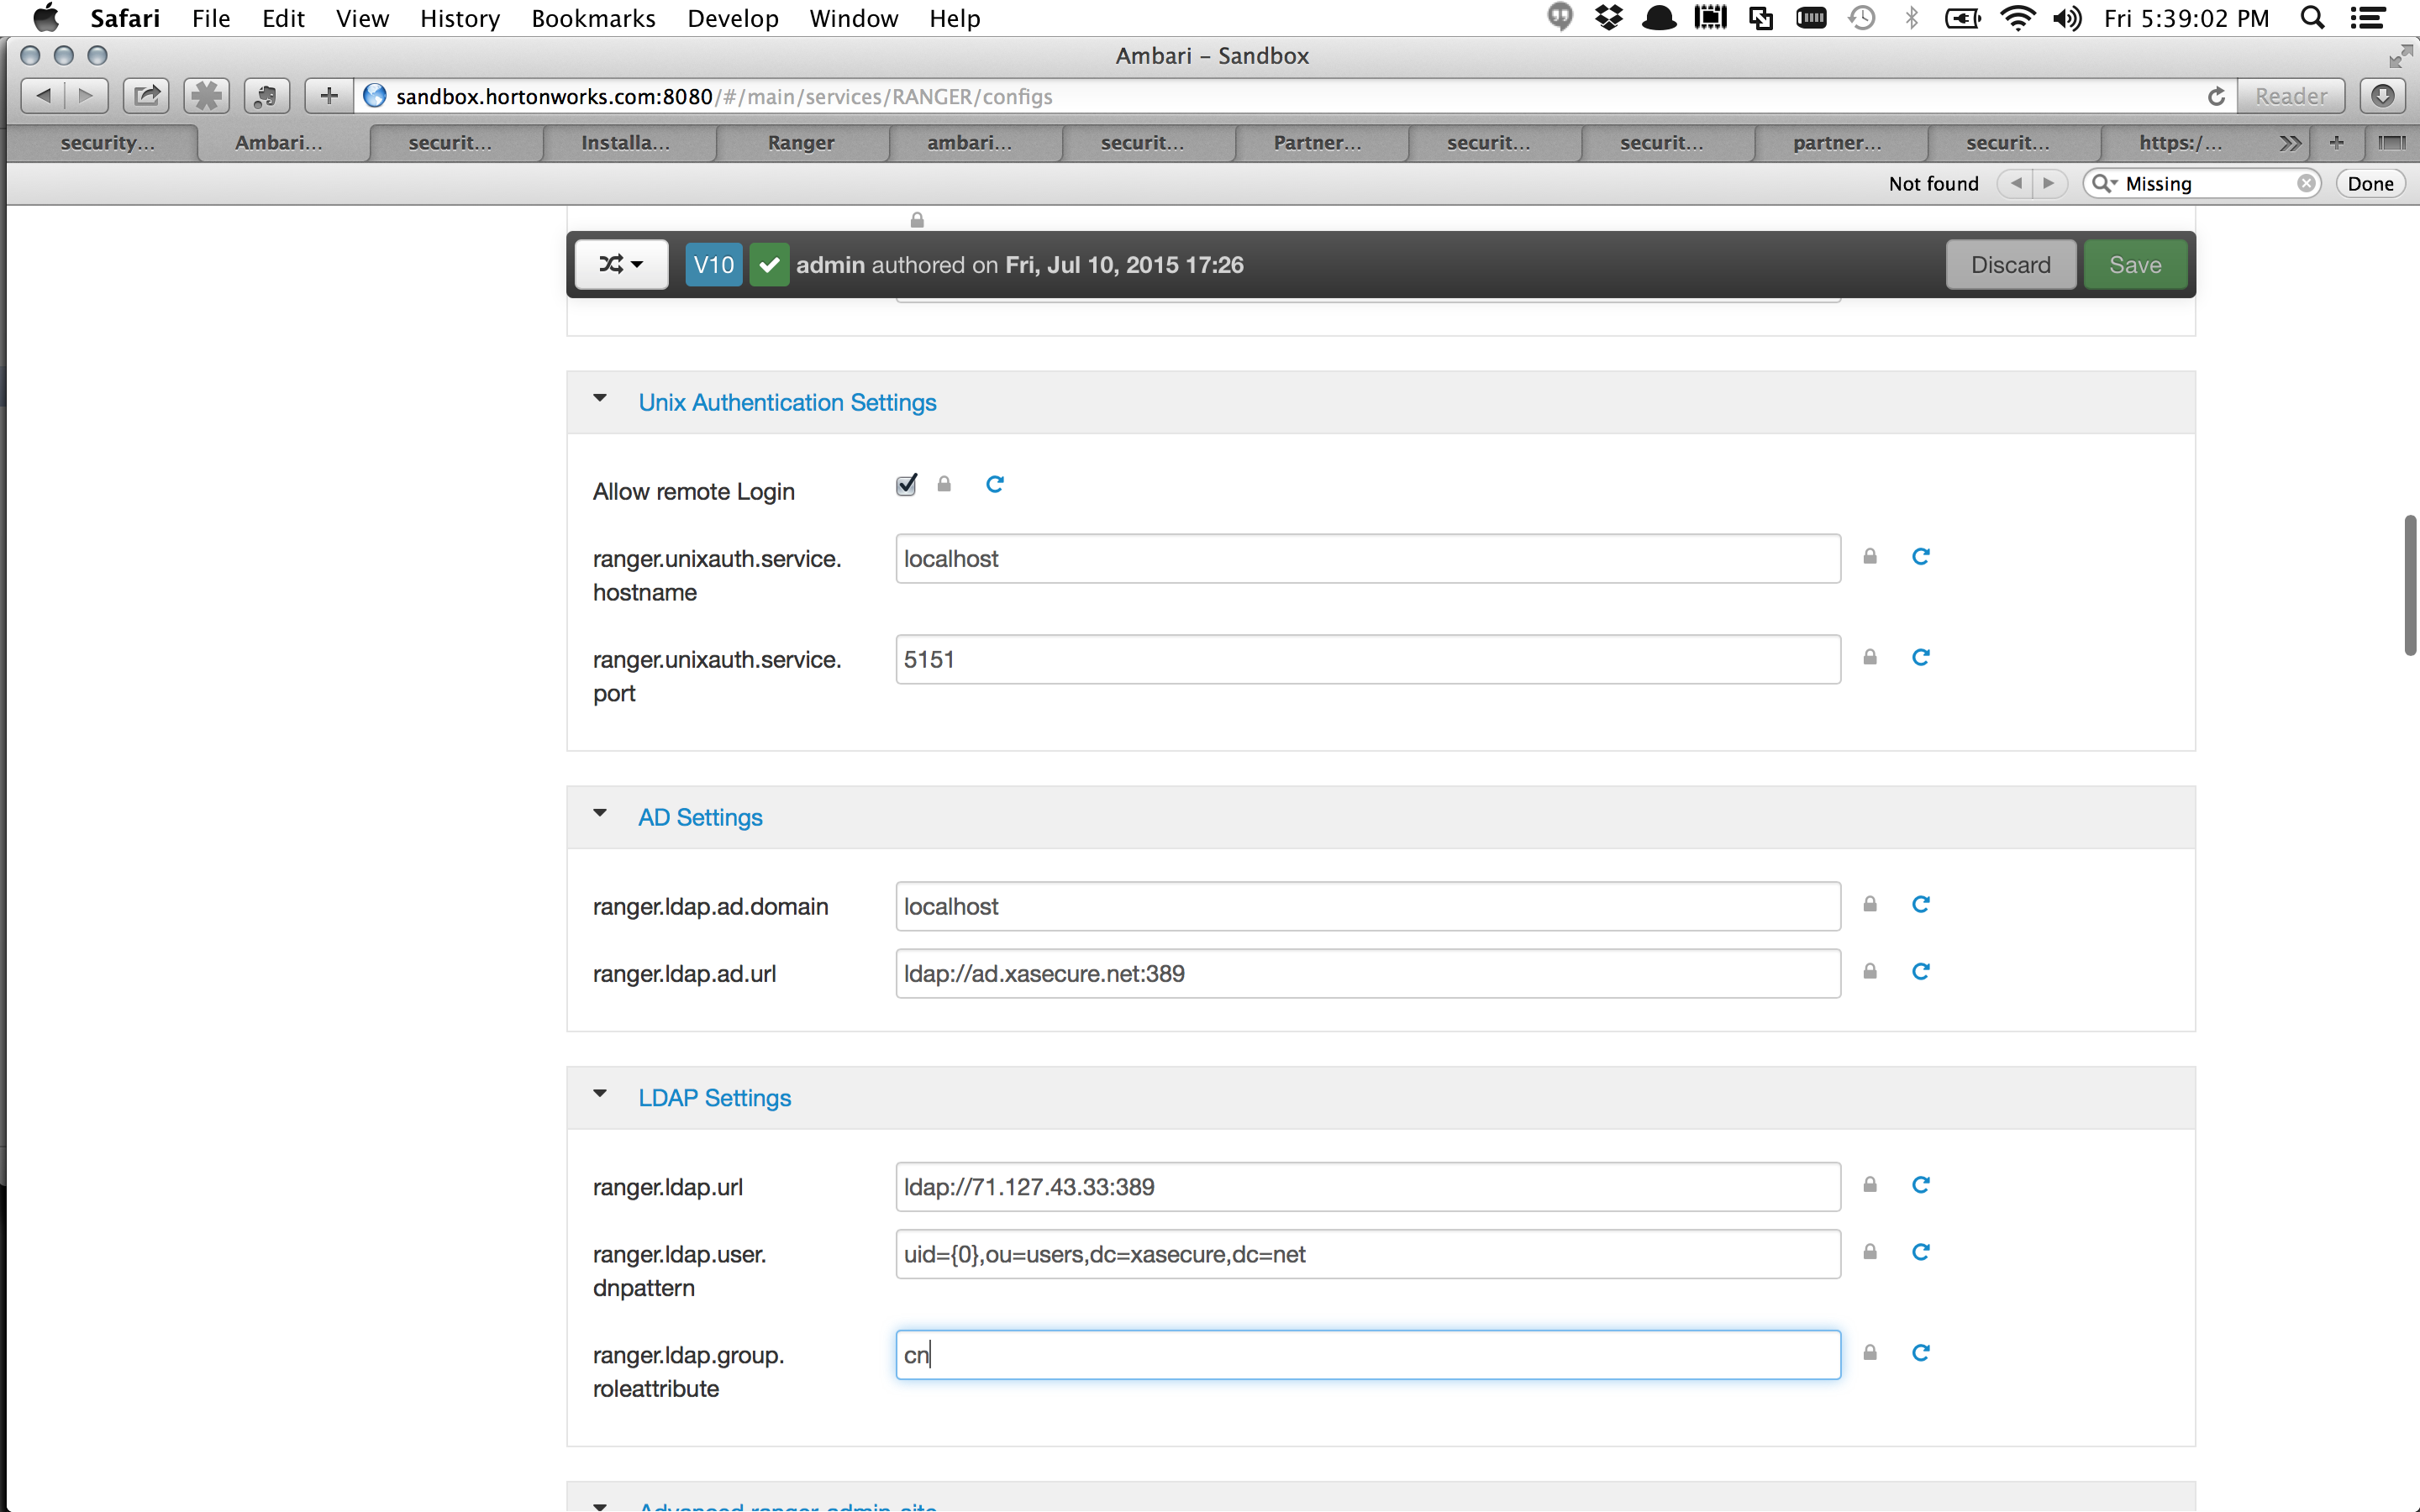 Safari File Edit View History Bookmarks Develop Window Help Fri 5:39:02 PM
Ambari – Sandbox
sandbox.hortonworks.com:8080/#/main/services/RANGER/configs Reader
security... Ambari... securit... Installa... Ranger ambari... securit... Partner... securit... securit... partner... securit... https:/...
Not found Missing Done
V10 admin authored on Fri, Jul 10, 2015 17:26 Discard Save
Unix Authentication Settings
Allow remote Login
ranger.unixauth.service. localhost
hostname
ranger.unixauth.service. 5151
port
AD Settings
ranger.ldap.ad.domain localhost
ranger.ldap.ad.url ldap://ad.xasecure.net:389
LDAP Settings
ranger.ldap.url ldap://71.127.43.33:389
ranger.ldap.user. uid={0},ou=users,dc=xasecure,dc=net
dnpattern
ranger.ldap.group. cn
roleattribute
Advanced ranger-admin-site